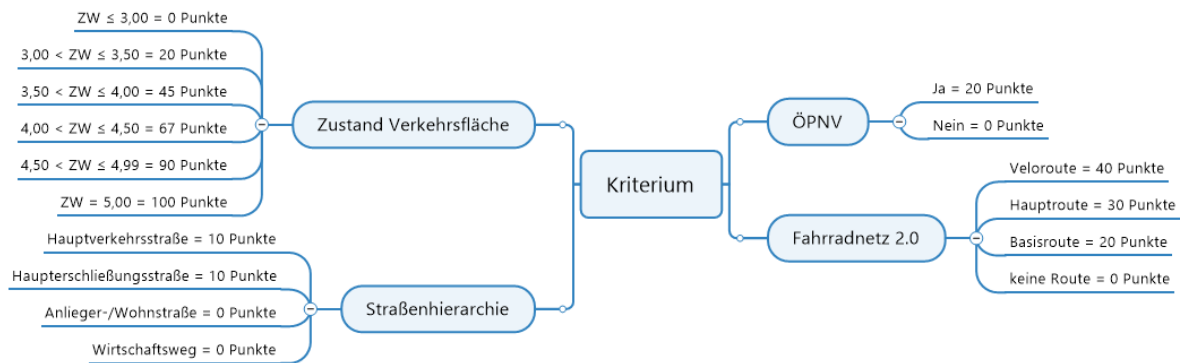 ZW ≤ 3,00 = 0 Punkte
3,00 < ZW ≤ 3,50 = 20 Punkte
3,50 < ZW ≤ 4,00 = 45 Punkte
4,00 < ZW ≤ 4,50 = 67 Punkte
4,50 < ZW ≤ 4,99 = 90 Punkte
ZW = 5,00 = 100 Punkte
Zustand Verkehrsfläche
Hauptverkehrsstraße = 10 Punkte
Haupterschließungsstraße = 10 Punkte
Anlieger-/Wohnstraße = 0 Punkte
Wirtschaftsweg = 0 Punkte
Straßenhierarchie
Kriterium
ÖPNV
Ja = 20 Punkte
Nein = 0 Punkte
Fahrradnetz 2.0
Veloroute = 40 Punkte
Hauptroute = 30 Punkte
Basisroute = 20 Punkte
keine Route = 0 Punkte